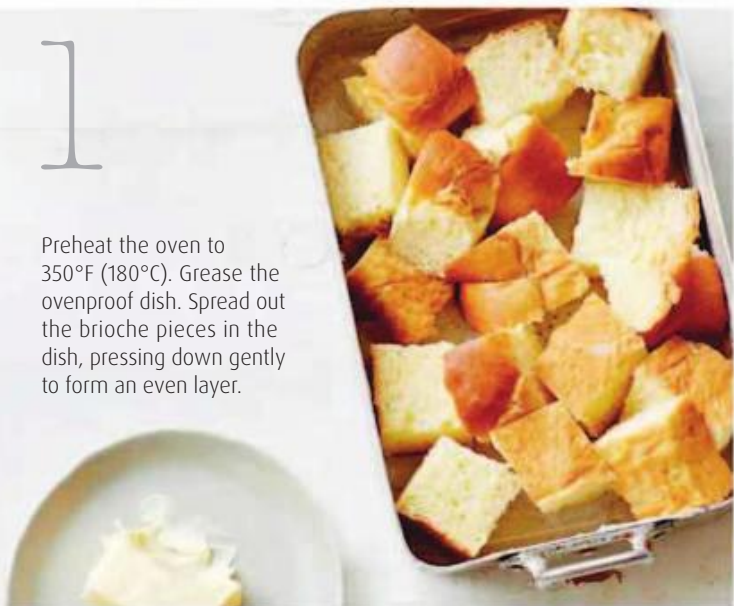 1
Preheat the oven to
350°F (180°C). Grease the
ovenproof dish. Spread out
the brioche pieces in the
dish, pressing down gently
to form an even layer.